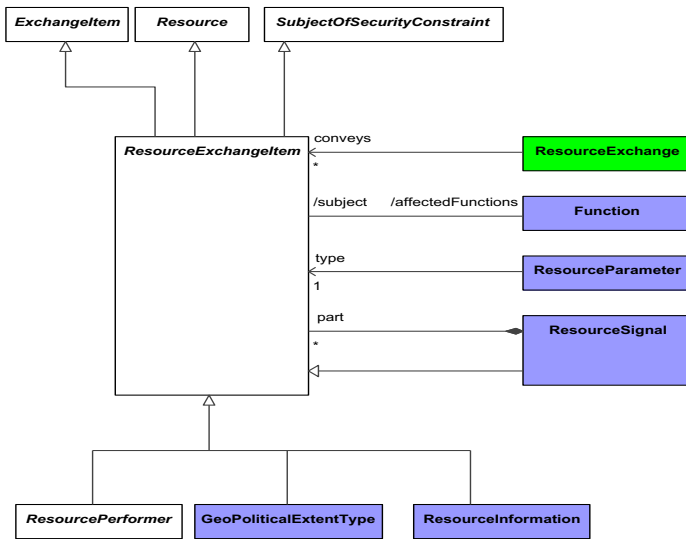 ExchangeItem
Resource
SubjectOfSecurityConstraint
ResourceExchangeItem
conveys
*
ResourceExchange
/subject
/affectedFunctions
Function
type
1
ResourceParameter
part
*
ResourceSignal
ResourcePerformer
GeoPoliticalExtentType
ResourceInformation